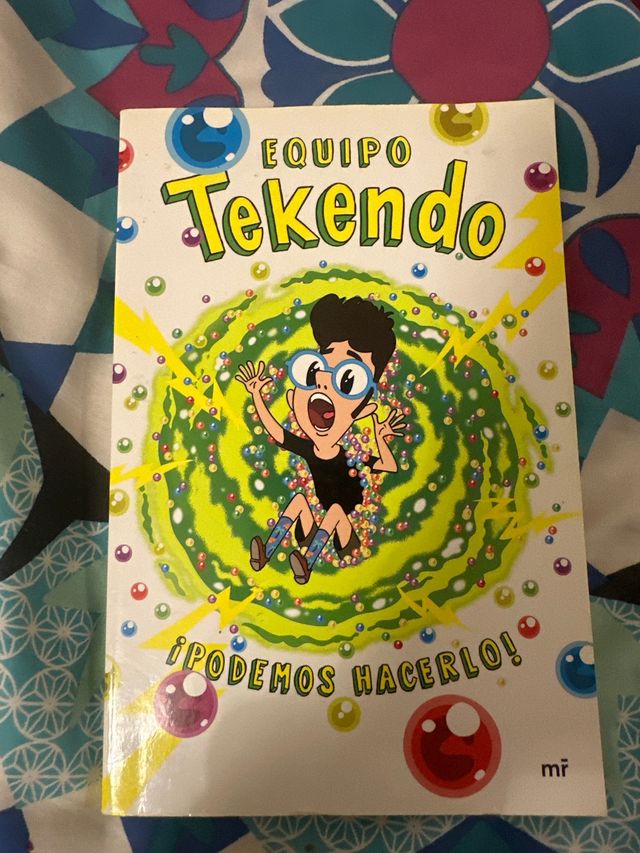 EQUIPO
Tekendo
¡PODEMOS HACERLO!
mr̄